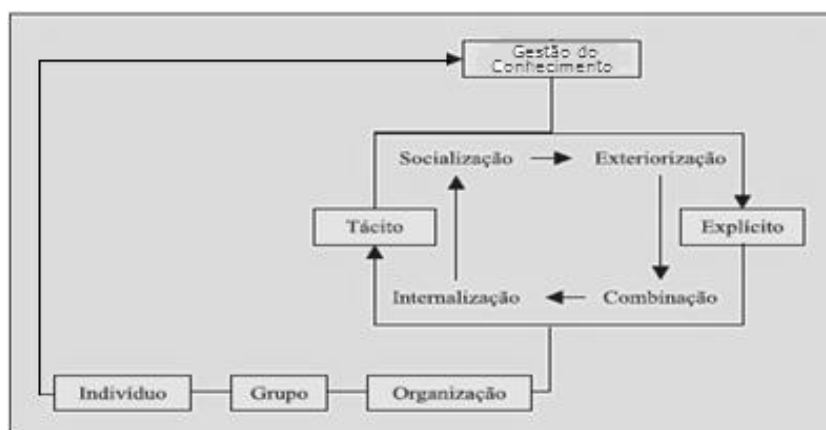 Gestão do
Conhecimento
Socialização
Exteriorização
Tácito
Explícito
Internalização
Combinação
Indivíduo
Grupo
Organização